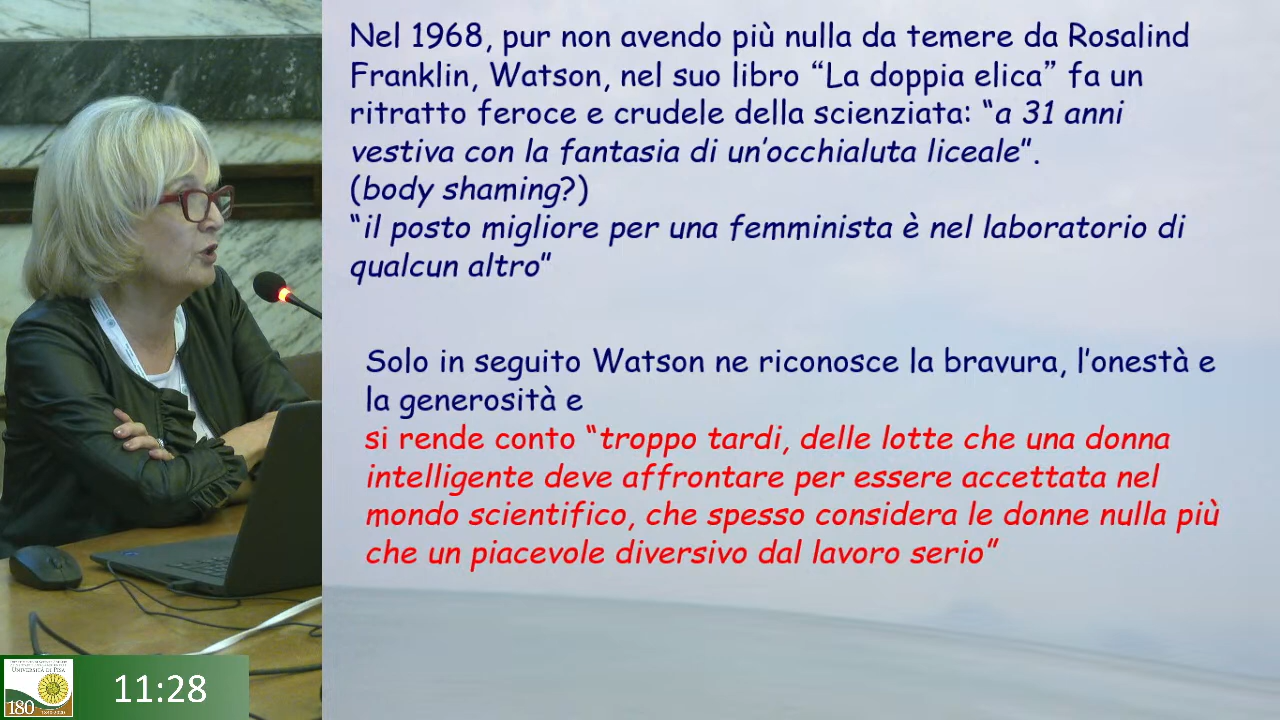 Nel 1968, pur non avendo più nulla da temere da Rosalind
Franklin, Watson, nel suo libro “La doppia elica” fa un
ritratto feroce e crudele della scienziata: “a 31 anni
vestiva con la fantasia di un’occhialuta liceale”.
(body shaming?)
“il posto migliore per una femminista è nel laboratorio di
qualcun altro”
Solo in seguito Watson ne riconosce la bravura, l’onestà e
la generosità e
si rende conto “troppo tardi, delle lotte che una donna
intelligente deve affrontare per essere accettata nel
mondo scientifico, che spesso considera le donne nulla più
che un piacevole diversivo dal lavoro serio”
UNIVERSITÀ DI PISA
180
11:28